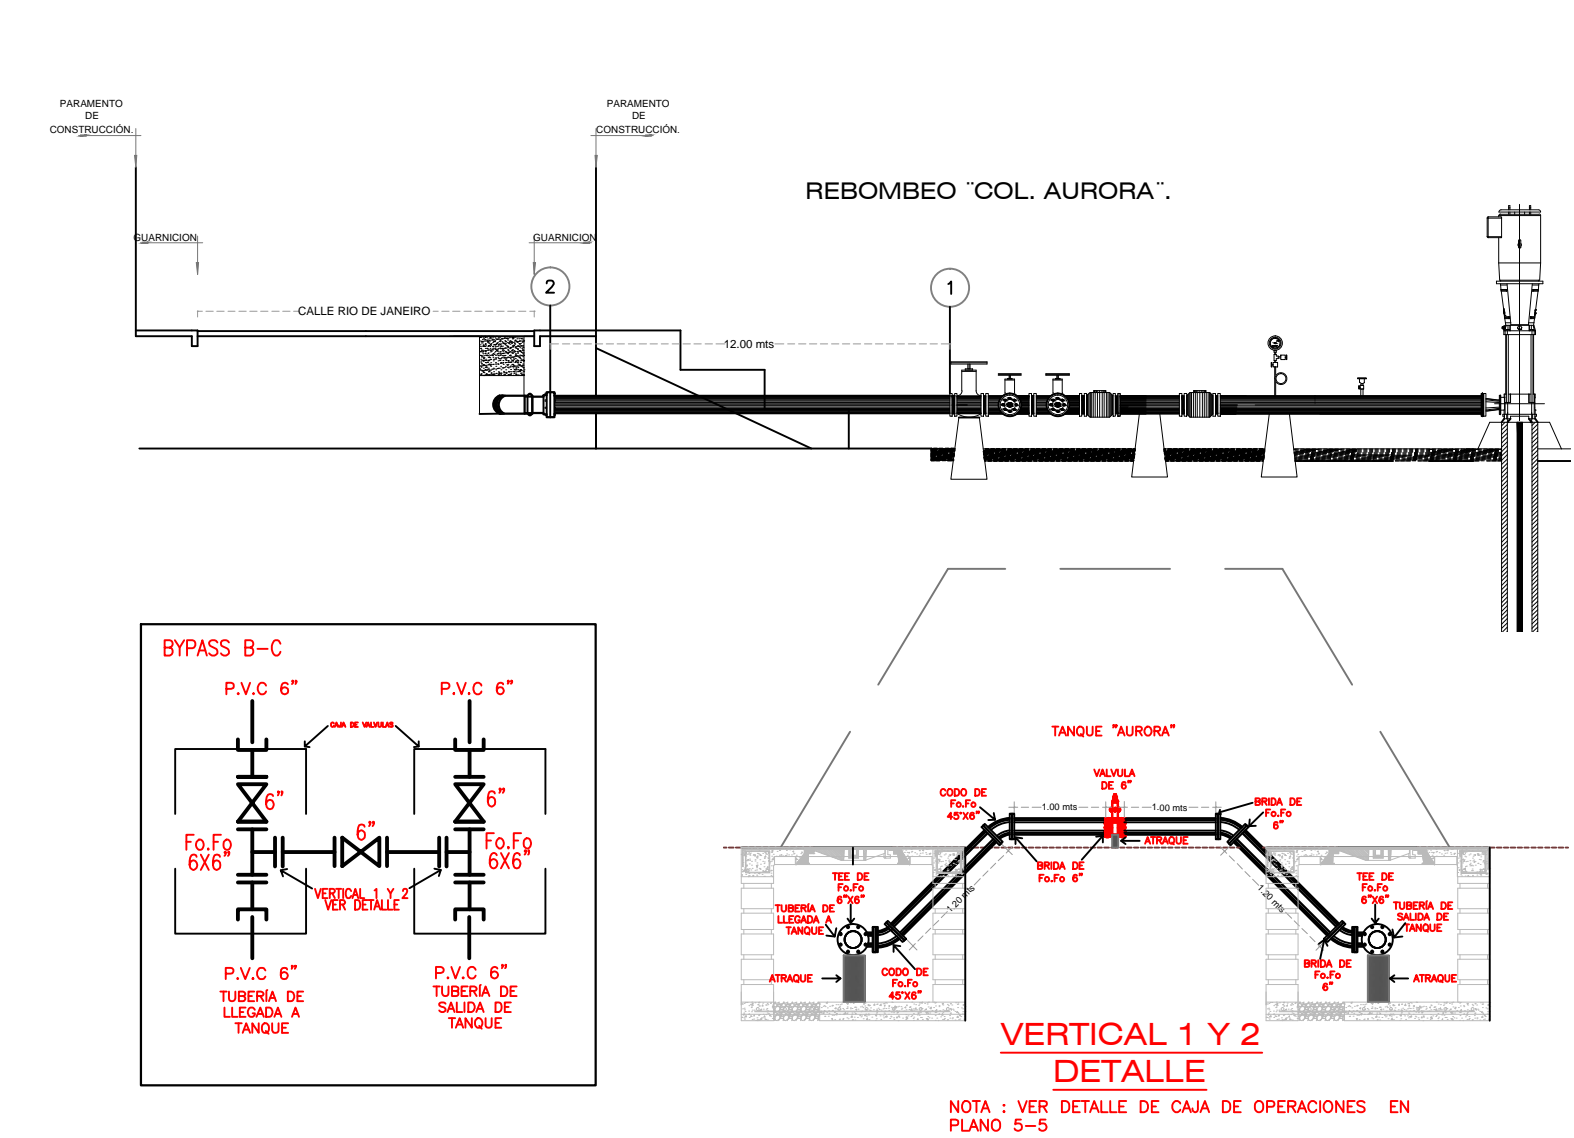 PARAMENTO
DE
CONSTRUCCIÓN.
PARAMENTO
DE
CONSTRUCCIÓN.
REBOMBEO ¨COL. AURORA¨.
GUARNICION
GUARNICION
2
1
CALLE RIO DE JANEIRO
12.00 mts
BYPASS B-C
P.V.C 6"
P.V.C 6"
CAJA DE VALVULAS
6"
6"
6"
Fo.Fo
6X6"
Fo.Fo
6X6"
VERTICAL 1 Y 2
VER DETALLE
P.V.C 6"
TUBERÍA DE
LLEGADA A
TANQUE
P.V.C 6"
TUBERÍA DE
SALIDA DE
TANQUE
TANQUE "AURORA"
VALVULA
DE 6"
CODO DE
Fo.Fo
45°X6"
1.00 mts
1.00 mts
BRIDA DE
Fo.Fo
6"
ATRAQUE
BRIDA DE
Fo.Fo 6"
TEE DE
Fo.Fo
6"X6"
TUBERÍA DE
LLEGADA A
TANQUE
1.20 mts
ATRAQUE
CODO DE
Fo.Fo
45°X6"
1.20 mts
TEE DE
Fo.Fo
6"X6"
TUBERÍA DE
SALIDA DE
TANQUE
BRIDA DE
Fo.Fo
6"
ATRAQUE
VERTICAL 1 Y 2
DETALLE
NOTA : VER DETALLE DE CAJA DE OPERACIONES EN
PLANO 5-5